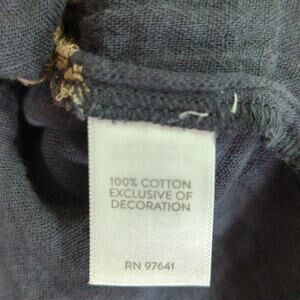 100% COTTON
EXCLUSIVE OF
DECORATION
RN 97641